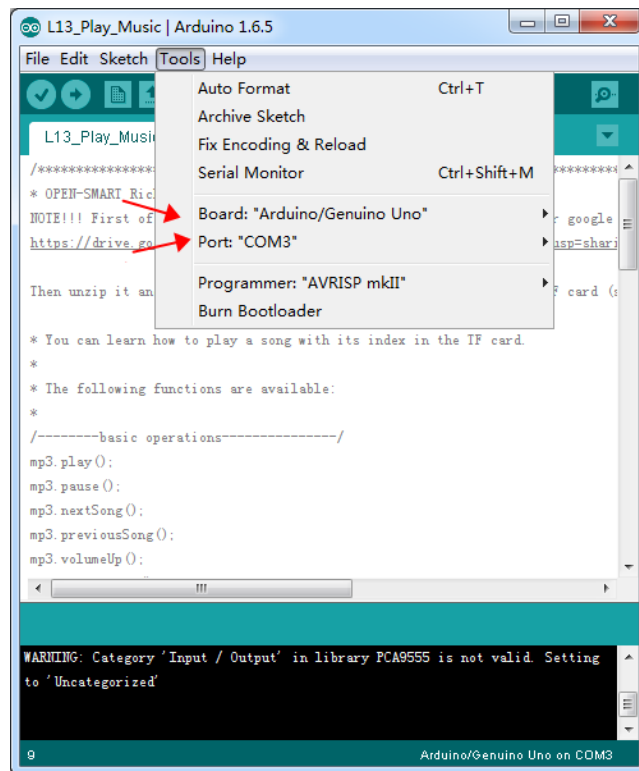 L13_Play_Music | Arduino 1.6.5
File Edit Sketch Tools Help
Auto Format Ctrl+T
Archive Sketch
Fix Encoding & Reload
Serial Monitor Ctrl+Shift+M
Board: "Arduino/Genuino Uno"
Port: "COM3"
Programmer: "AVRISP mkII"
Burn Bootloader
L13_Play_Musi
/***************
* OPEN-SMART Ric
NOTE!!! First of r google
https://drive.go usp=shari
Then unzip it an F card (s
* You can learn how to play a song with its index in the TF card.
*
* The following functions are available:
*
/--------basic operations---------------/
mp3.play();
mp3.pause();
mp3.nextSong();
mp3.previousSong();
mp3.volumeUp();
WARNING: Category 'Input / Output' in library PCA9555 is not valid. Setting
to 'Uncategorized'
9 Arduino/Genuino Uno on COM3